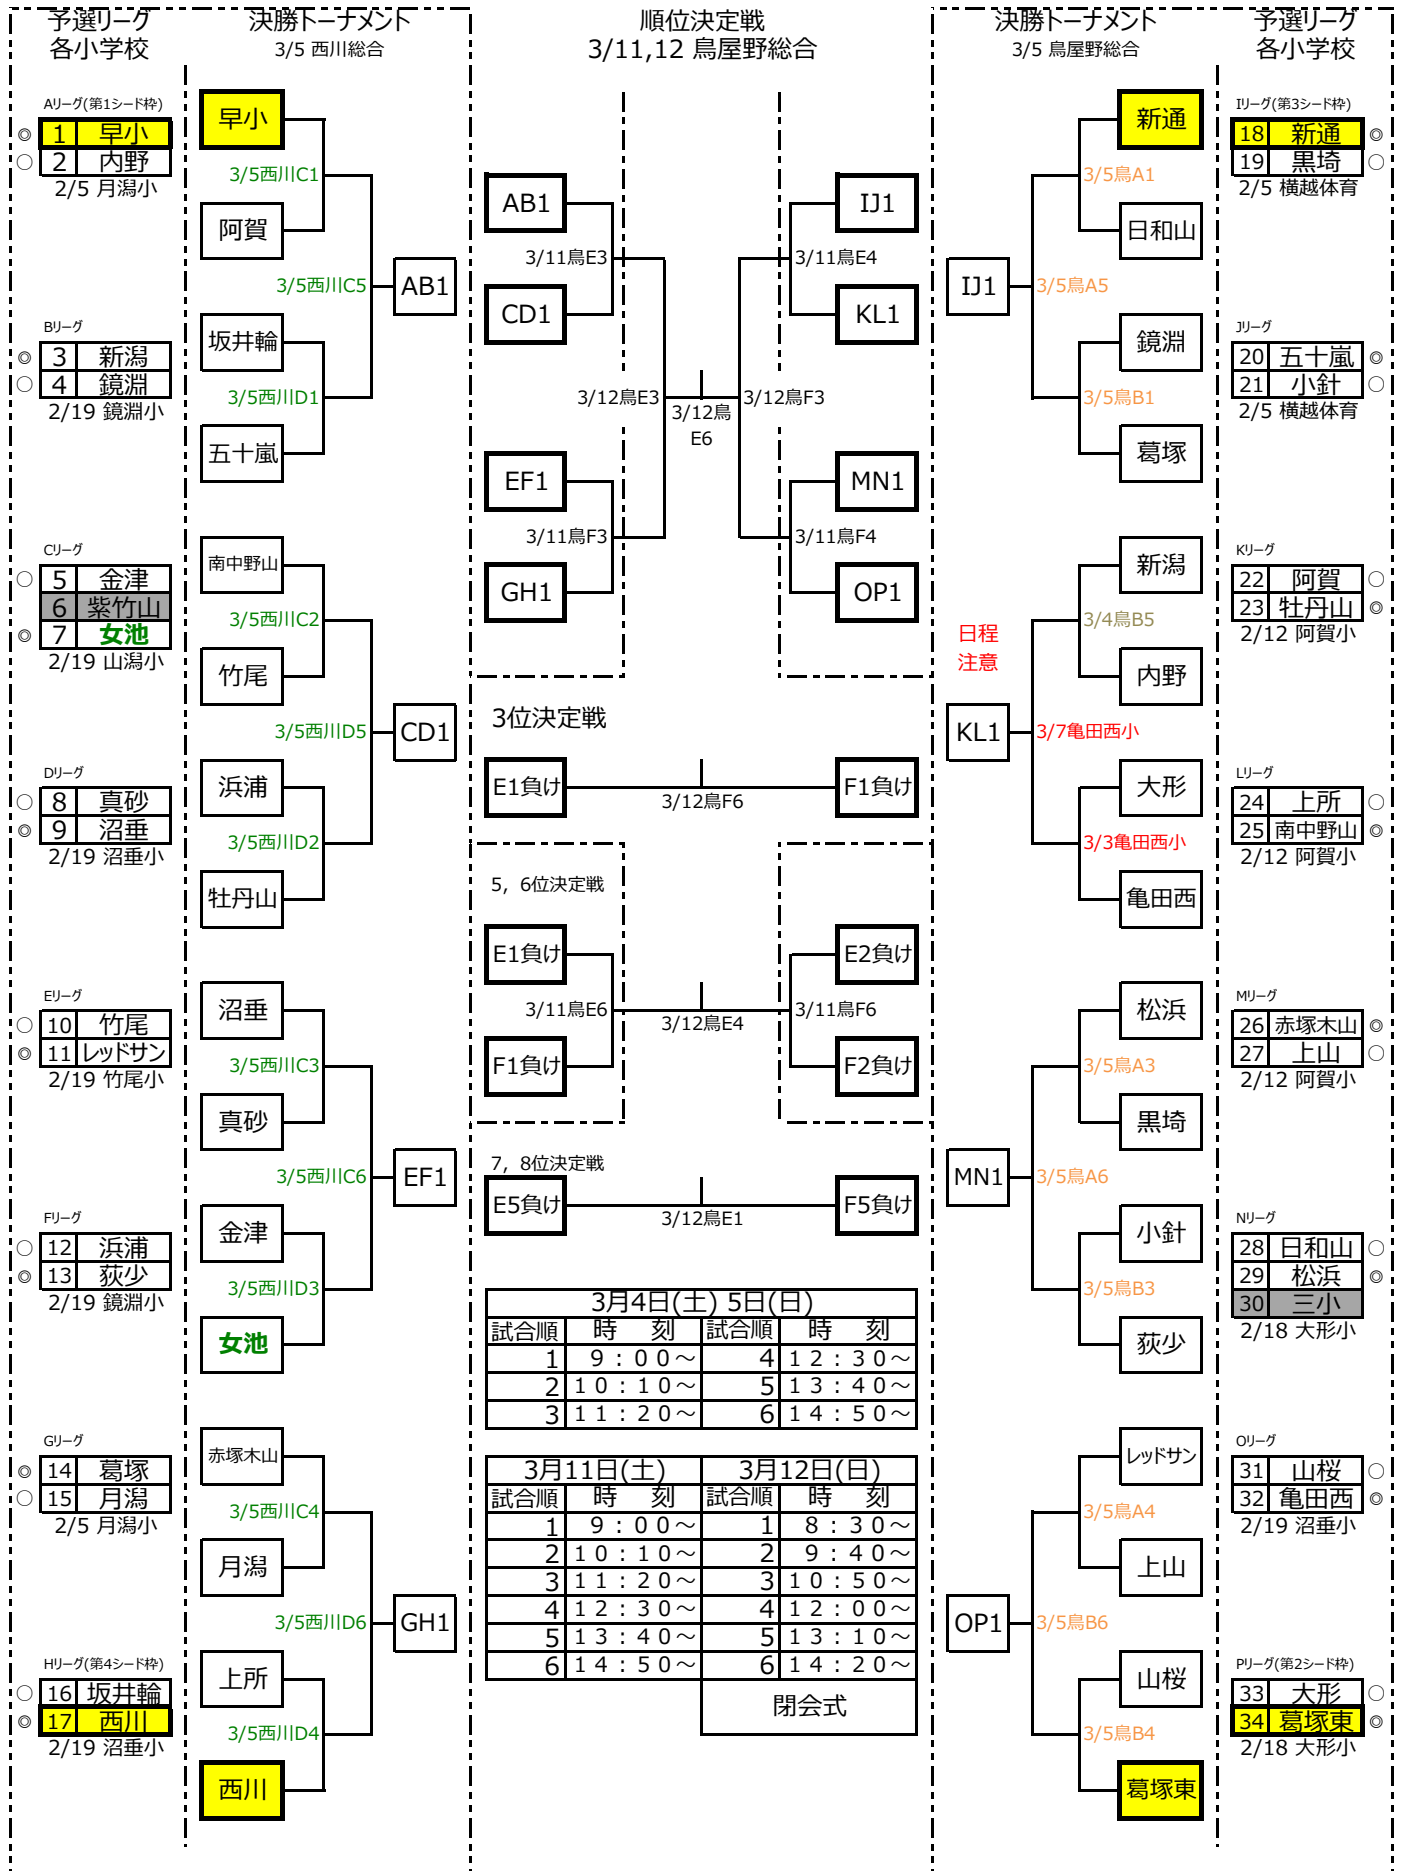 予選リーグ
各小学校
決勝トーナメント
3/5 西川総合
順位決定戦
3/11,12 鳥屋野総合
決勝トーナメント
3/5 鳥屋野総合
予選リーグ
各小学校
Aリーグ(第1シード枠)
◎ 1 早小
○ 2 内野
2/5 月潟小
Bリーグ
◎ 3 新潟
○ 4 鏡淵
2/19 鏡淵小
Cリーグ
○ 5 金津
6 紫竹山
◎ 7 女池
2/19 山潟小
Dリーグ
○ 8 真砂
◎ 9 沼垂
2/19 沼垂小
Eリーグ
○ 10 竹尾
◎ 11 レッドサン
2/19 竹尾小
Fリーグ
○ 12 浜浦
◎ 13 荻少
2/19 鏡淵小
Gリーグ
◎ 14 葛塚
○ 15 月潟
2/5 月潟小
Hリーグ(第4シード枠)
○ 16 坂井輪
◎ 17 西川
2/19 沼垂小
早小
3/5西川C1
阿賀
3/5西川C5
AB1
坂井輪
3/5西川D1
五十嵐
南中野山
3/5西川C2
竹尾
3/5西川D5
CD1
浜浦
3/5西川D2
牡丹山
沼垂
3/5西川C3
真砂
3/5西川C6
EF1
金津
3/5西川D3
女池
赤塚木山
3/5西川C4
月潟
3/5西川D6
GH1
上所
3/5西川D4
西川
AB1
3/11鳥E3
CD1
3/12鳥E3
EF1
3/11鳥F3
GH1
3/12鳥
E6
IJ1
3/11鳥E4
KL1
3/12鳥F3
MN1
3/11鳥F4
OP1
3位決定戦
E1負け
3/12鳥F6
F1負け
5，6位決定戦
E1負け
3/11鳥E6
F1負け
3/12鳥E4
E2負け
3/11鳥F6
F2負け
7，8位決定戦
E5負け
3/12鳥E1
F5負け
3月4日(土) 5日(日)
試合順 時 刻 試合順 時 刻
1 9：00～ 4 12：30～
2 10：10～ 5 13：40～
3 11：20～ 6 14：50～
3月11日(土) 3月12日(日)
試合順 時 刻 試合順 時 刻
1 9：00～ 1 8：30～
2 10：10～ 2 9：40～
3 11：20～ 3 10：50～
4 12：30～ 4 12：00～
5 13：40～ 5 13：10～
6 14：50～ 6 14：20～
閉会式
新通
3/5鳥A1
日和山
IJ1
3/5鳥A5
鏡淵
3/5鳥B1
葛塚
新潟
3/4鳥B5
日程
注意
内野
KL1
3/7亀田西小
大形
3/3亀田西小
亀田西
松浜
3/5鳥A3
黒埼
MN1
3/5鳥A6
小針
3/5鳥B3
荻少
レッドサン
3/5鳥A4
上山
OP1
3/5鳥B6
山桜
3/5鳥B4
葛塚東
Iリーグ(第3シード枠)
18 新通 ◎
19 黒埼 ○
2/5 横越体育
Jリーグ
20 五十嵐 ◎
21 小針 ○
2/5 横越体育
Kリーグ
22 阿賀 ○
23 牡丹山 ◎
2/12 阿賀小
Lリーグ
24 上所 ○
25 南中野山 ◎
2/12 阿賀小
Mリーグ
26 赤塚木山 ◎
27 上山 ○
2/12 阿賀小
Nリーグ
28 日和山 ○
29 松浜 ◎
30 三小
2/18 大形小
Oリーグ
31 山桜 ○
32 亀田西 ◎
2/19 沼垂小
Pリーグ(第2シード枠)
33 大形 ○
34 葛塚東 ◎
2/18 大形小